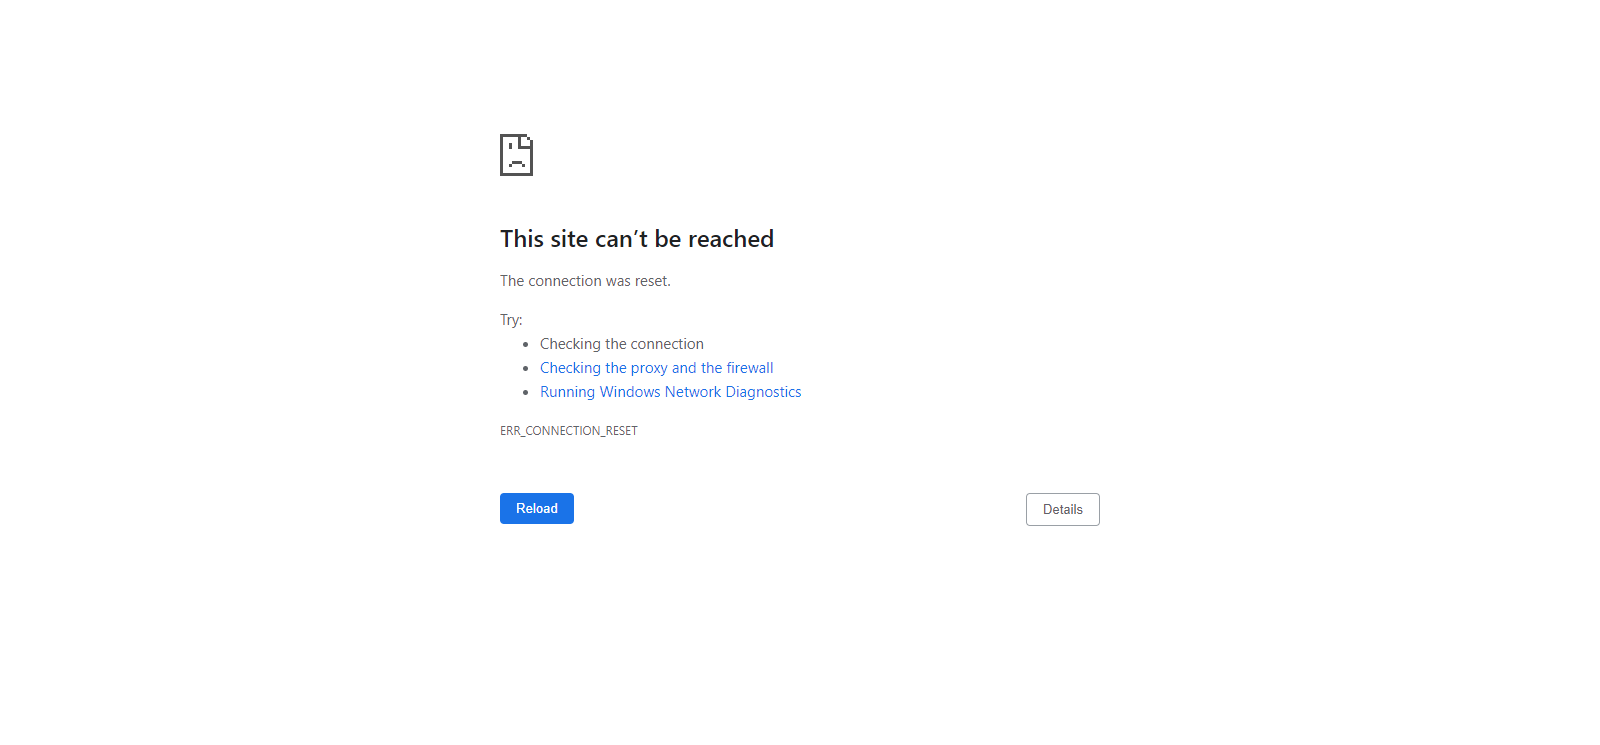 This site can’t be reached
The connection was reset.
Try:
Checking the connection
Checking the proxy and the firewall
Running Windows Network Diagnostics
ERR_CONNECTION_RESET
Reload
Details